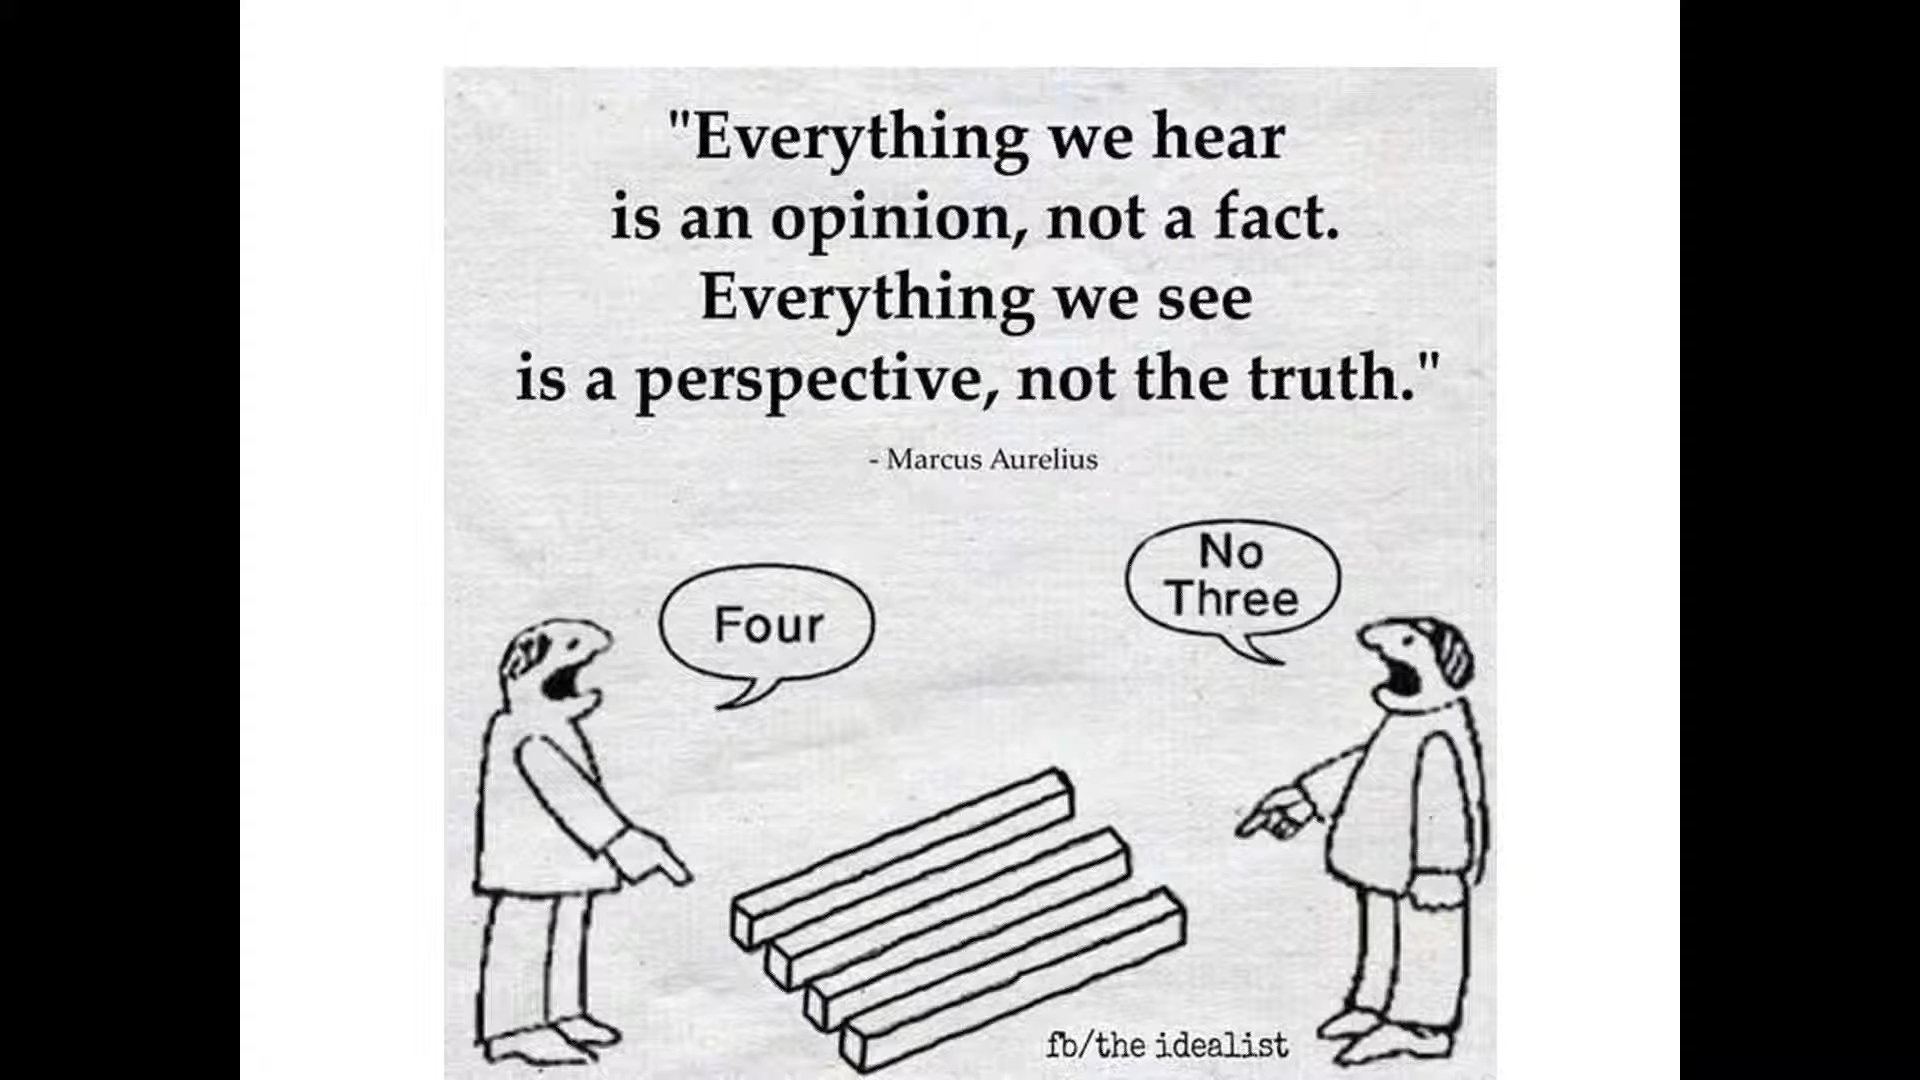 "Everything we hear
is an opinion, not a fact.
Everything we see
is a perspective, not the truth."
- Marcus Aurelius
Four
No
Three
fb/the idealist